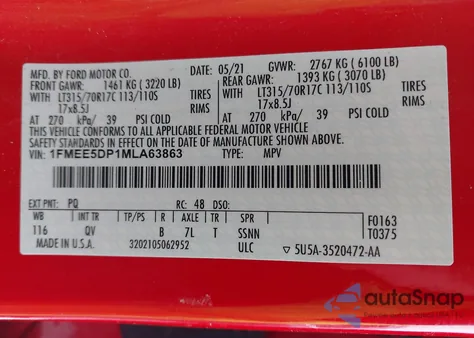 MFD. BY FORD MOTOR CO.
DATE: 05/21 GVWR: 2767 KG (6100 LB)
FRONT GAWR: 1461 KG (3220 LB) REAR GAWR: 1393 KG (3070 LB)
WITH LT315/70R17C 113/110S TIRES WITH LT315/70R17C 113/110S TIRES
17x8.5J RIMS 17x8.5J RIMS
AT 270 kPa/ 39 PSI COLD AT 270 kPa/ 39 PSI COLD
THIS VEHICLE CONFORMS TO ALL APPLICABLE FEDERAL MOTOR VEHICLE
SAFETY STANDARDS IN EFFECT ON THE DATE OF MANUFACTURE SHOWN ABOVE.
VIN: 1FMEE5DP1MLA63863 TYPE: MPV
EXT PNT: PQ RC: 48 DSO:
WB INT TR TP/PS R AXLE TR SPR F0163
116 QV B 7L T SSNN T0375
MADE IN U.S.A. 3202105062952 ULC ▽ 5U5A-3520472-AA
autoSnap